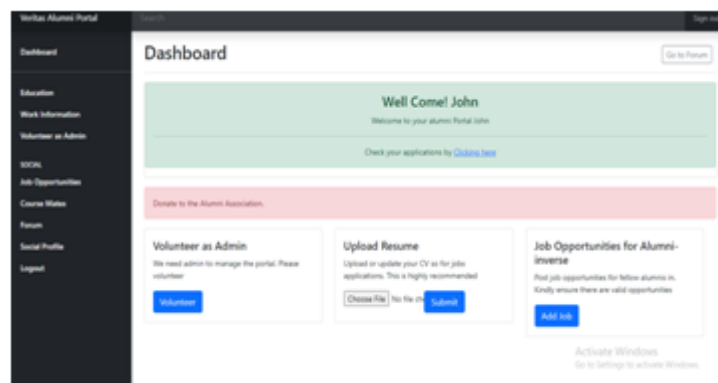 Veritas Alumni Portal
Search
Sign ou
Dashboard
Education
Work Information
Volunteer as Admin
SOCIAL
Job Opportunities
Course Mates
Forum
Social Profile
Logout
Dashboard
Go to Forum
Well Come! John
Welcome to your alumni Portal John
Check your applications by Clicking here
Donate to the Alumni Association.
Volunteer as Admin
We need admin to manage the portal. Please
volunteer
Volunteer
Upload Resume
Upload or update your CV so for jobs
applications. This is highly recommended
Choose File No file ch
Submit
Job Opportunities for Alumni-
inverse
Post job opportunities for fellow alumnis in.
Kindly ensure there are valid opportunities
Add Job
Activate Windows
Go to Settings to activate Windows.